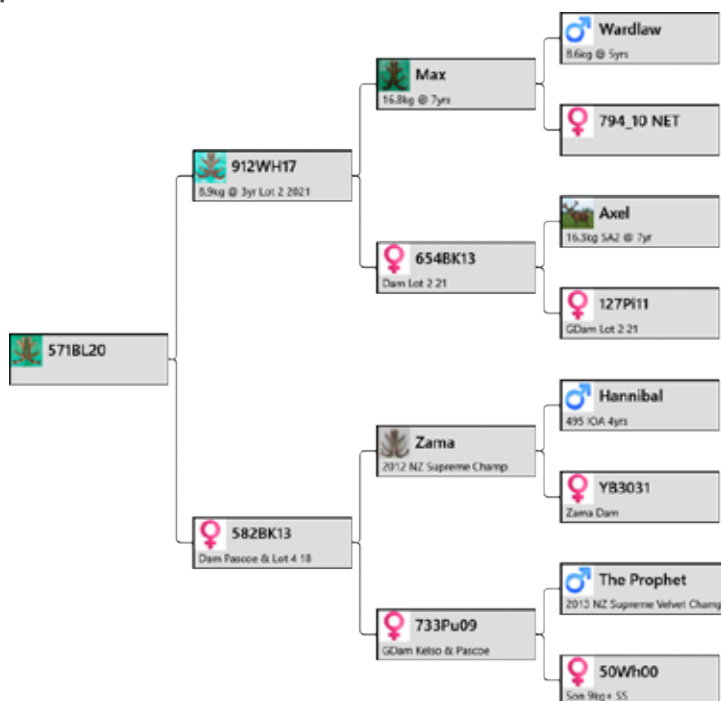 Wardlaw
8.6kg @ 5yrs
Max
16.8kg @ 7yrs
794_10 NET
912WH17
8.9kg @ 3yr Lot 2 2021
Axel
16.3kg SA2 @ 7yr
654BK13
Dam Lot 2 21
127Pi11
GDam Lot 2 21
571BL20
Hannibal
495 IOA 4yrs
Zama
2012 NZ Supreme Champ
YB3031
Zama Dam
582BK13
Dam Pascoe & Lot 4 18
The Prophet
2013 NZ Supreme Velvet Champ
733Pu09
GDam Kelso & Pascoe
50Wh00
Son 9kg+ SS